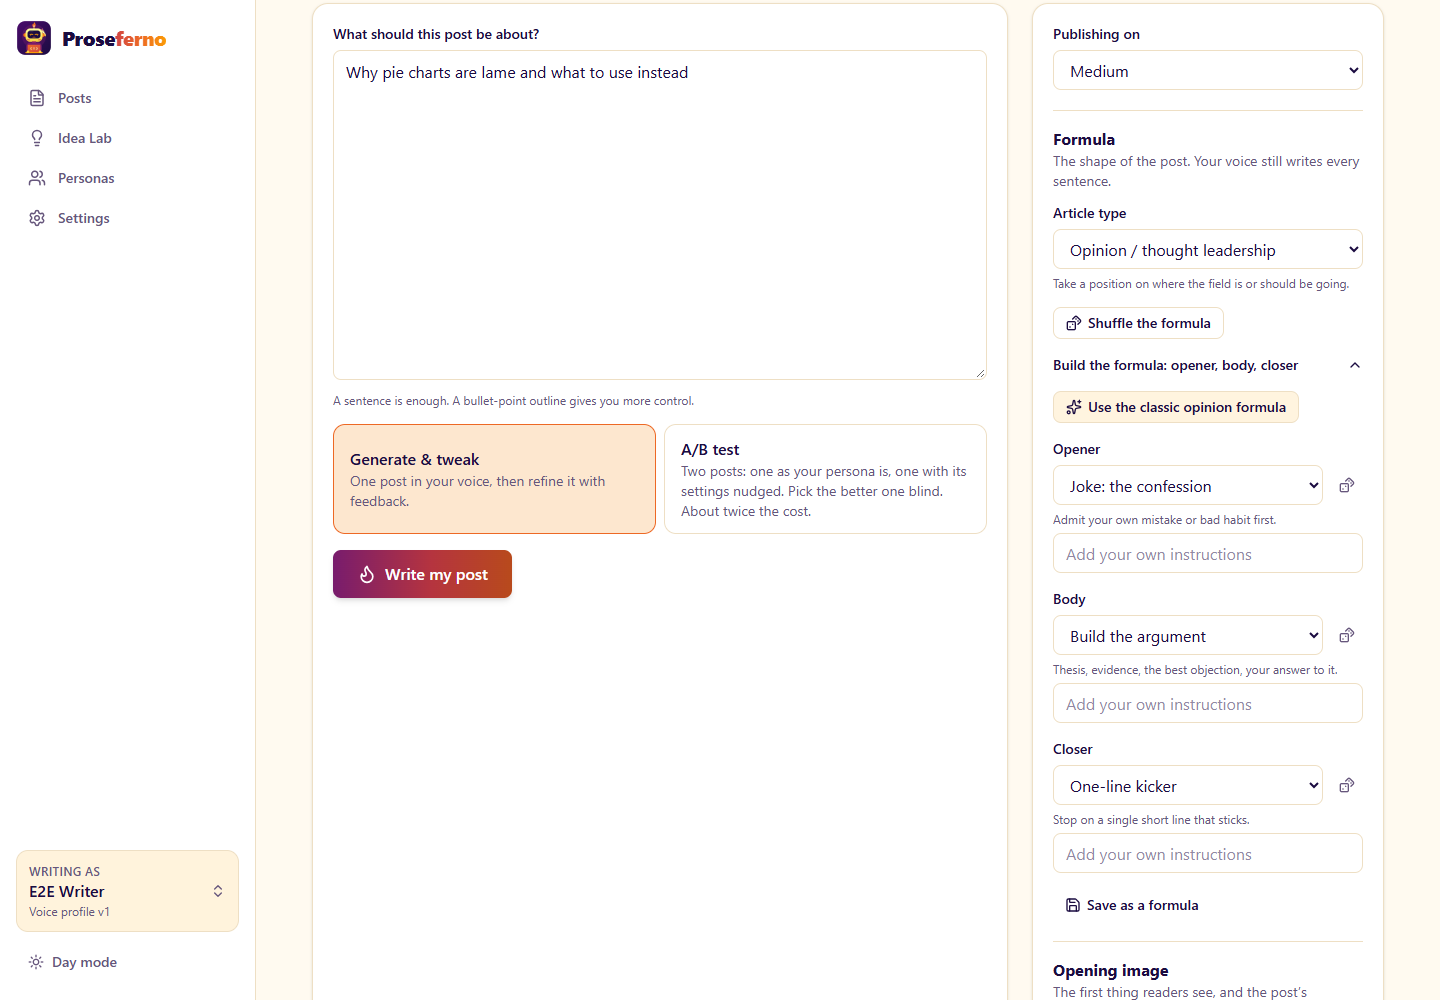 Proseferno
Posts
Idea Lab
Personas
Settings
WRITING AS
E2E Writer
Voice profile v1
Day mode
What should this post be about?
Why pie charts are lame and what to use instead
A sentence is enough. A bullet-point outline gives you more control.
Generate & tweak
One post in your voice, then refine it with
feedback.
A/B test
Two posts: one as your persona is, one with its
settings nudged. Pick the better one blind.
About twice the cost.
Write my post
Publishing on
Medium
Formula
The shape of the post. Your voice still writes every
sentence.
Article type
Opinion / thought leadership
Take a position on where the field is or should be going.
Shuffle the formula
Build the formula: opener, body, closer
Use the classic opinion formula
Opener
Joke: the confession
Admit your own mistake or bad habit first.
Add your own instructions
Body
Build the argument
Thesis, evidence, the best objection, your answer to it.
Add your own instructions
Closer
One-line kicker
Stop on a single short line that sticks.
Add your own instructions
Save as a formula
Opening image
The first thing readers see, and the post's